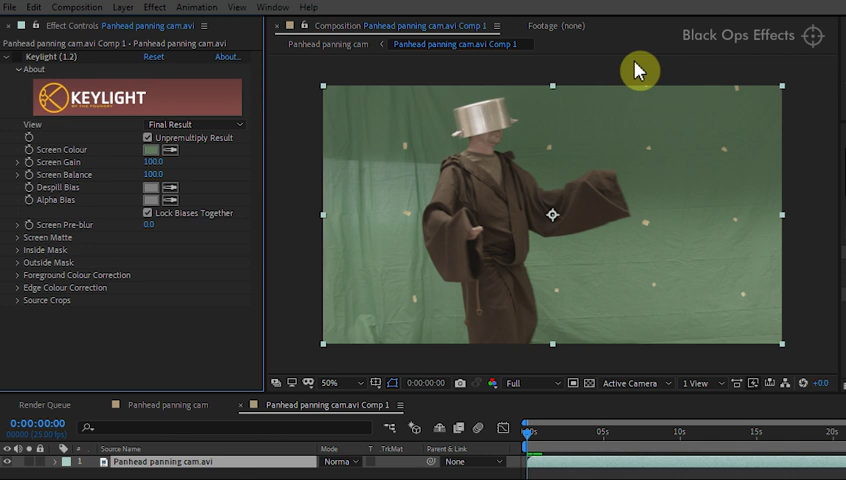 File Edit Composition Layer Effect Animation View Window Help
Effect Controls Panhead panning cam.avi
Composition Panhead panning cam.avi Comp 1
Footage (none)
Black Ops Effects
Panhead panning cam.avi Comp 1 - Panhead panning cam.avi
Panhead panning cam
Panhead panning cam.avi Comp 1
Keylight (1.2) Reset About...
About
KEYLIGHT
View Final Result
Unpremultiply Result
Screen Colour
Screen Gain 100.0
Screen Balance 100.0
Despill Bias
Alpha Bias
Lock Biases Together
Screen Pre-blur 0.0
Screen Matte
Inside Mask
Outside Mask
Foreground Colour Correction
Edge Colour Correction
Source Crops
50% 0:00:00:00 Full Active Camera 1 View +0.0
Render Queue Panhead panning cam Panhead panning cam.avi Comp 1
0:00:00:00
00000 (25.00 fps)
05s 10s 15s 20s
# Source Name Mode T .TrkMat Parent & Link
1 Panhead panning cam.avi Norma None